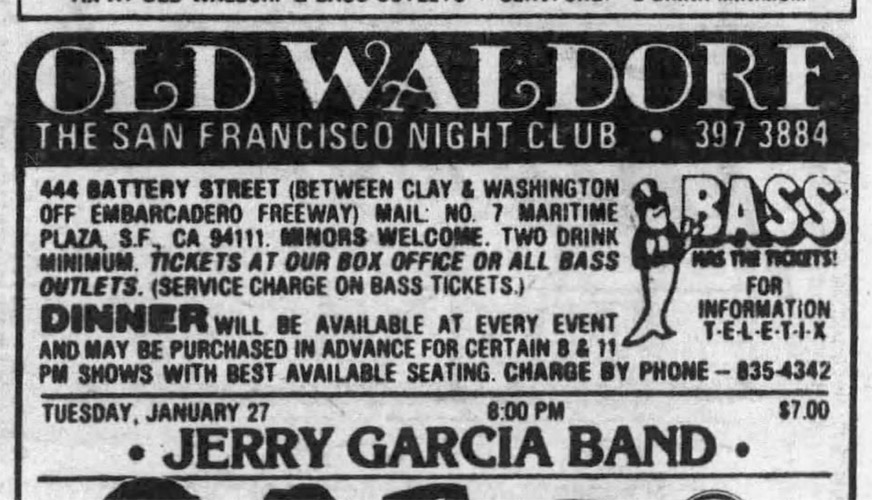 OLD WALDORF
THE SAN FRANCISCO NIGHT CLUB • 397 3884
444 BATTERY STREET (BETWEEN CLAY & WASHINGTON
OFF EMBARCADERO FREEWAY) MAIL: NO. 7 MARITIME
PLAZA, S.F., CA 94111. MINORS WELCOME. TWO DRINK
MINIMUM. TICKETS AT OUR BOX OFFICE OR ALL BASS
OUTLETS. (SERVICE CHARGE ON BASS TICKETS.)
DINNER WILL BE AVAILABLE AT EVERY EVENT
AND MAY BE PURCHASED IN ADVANCE FOR CERTAIN 8 & 11
PM SHOWS WITH BEST AVAILABLE SEATING. CHARGE BY PHONE – 835-4342
BASS
HAS THE TICKETS!
FOR
INFORMATION
T-E-L-E-T-I-X
TUESDAY, JANUARY 27 8:00 PM $7.00
• JERRY GARCIA BAND •